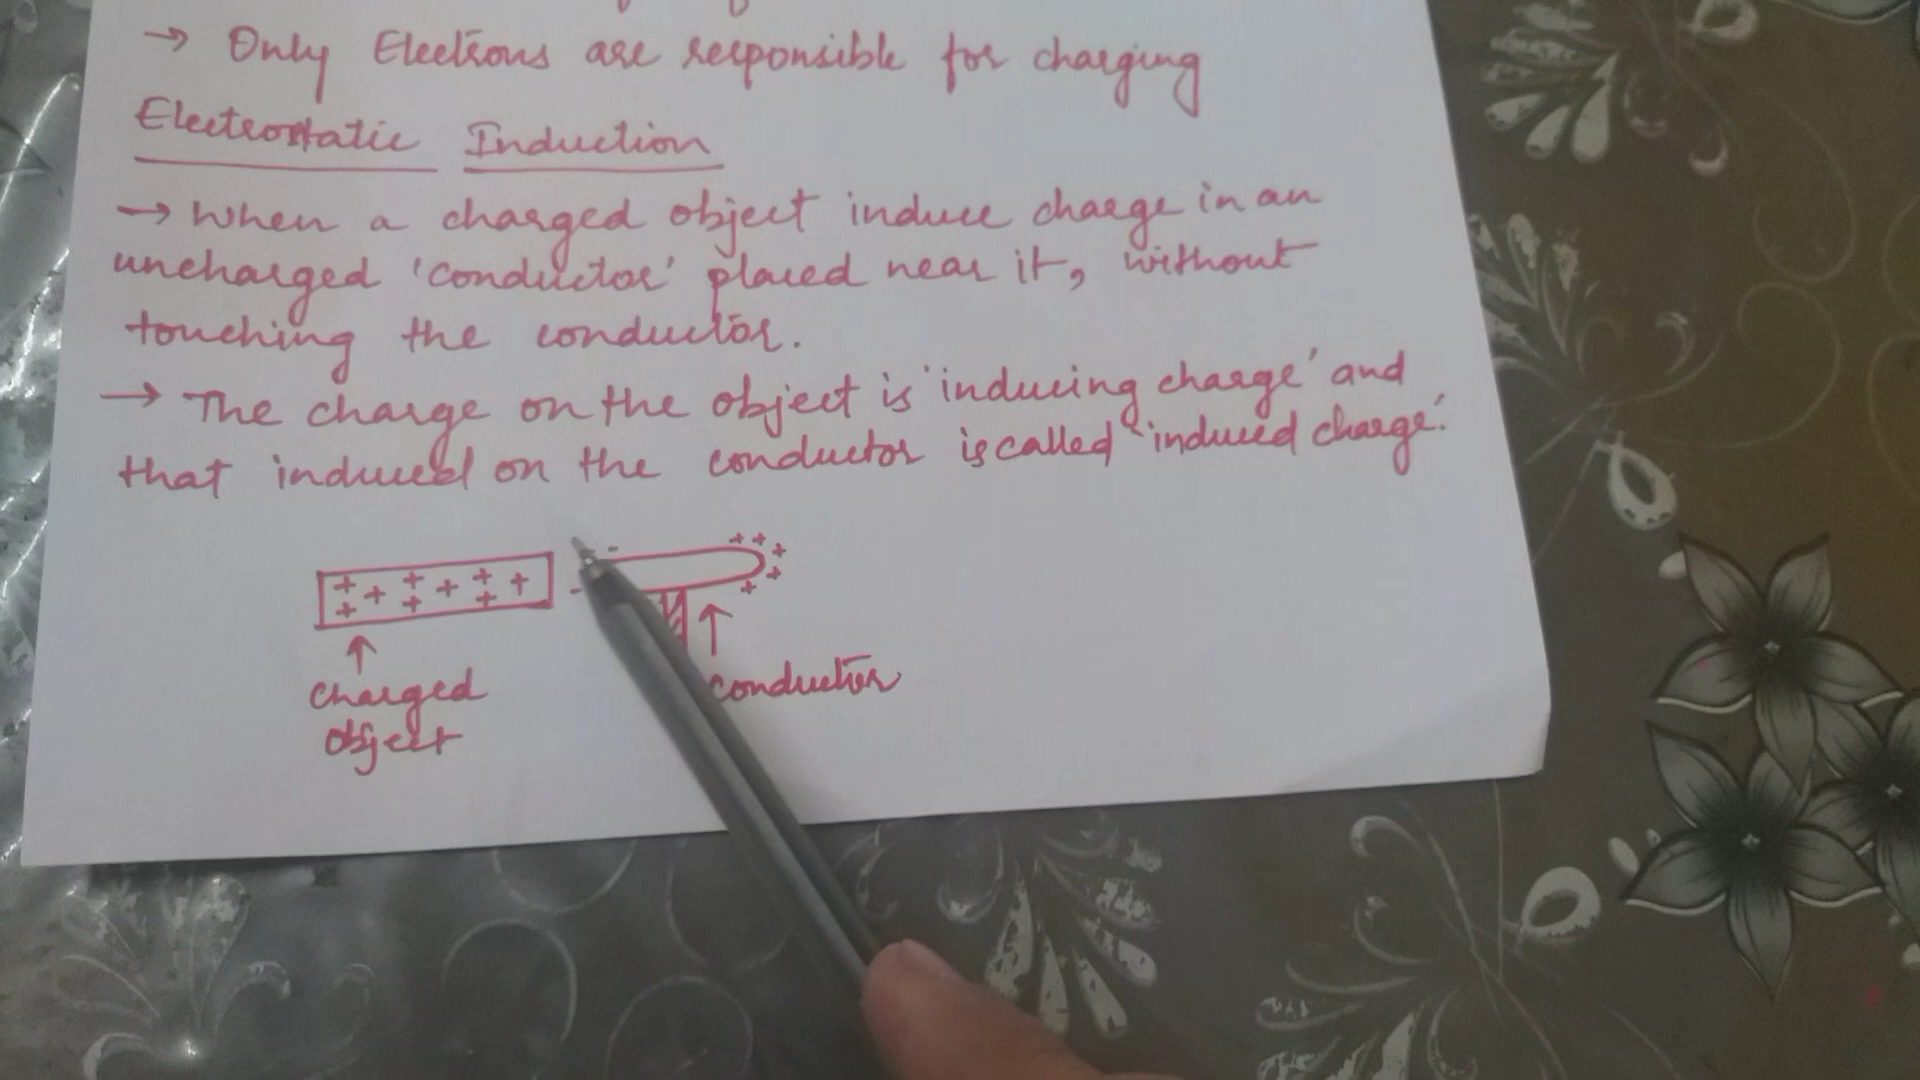 → Only Electrons are responsible for charging
Electrostatic Induction
→ When a charged object induce charge in an
uncharged 'conductor' placed near it, without
touching the conductor.
→ The charge on the object is 'inducing charge' and
that induced on the conductor is called 'induced charge'.
- -
+ + + + +
+ + + + + + + + +
-
↑ ↑
Charged conductor
object